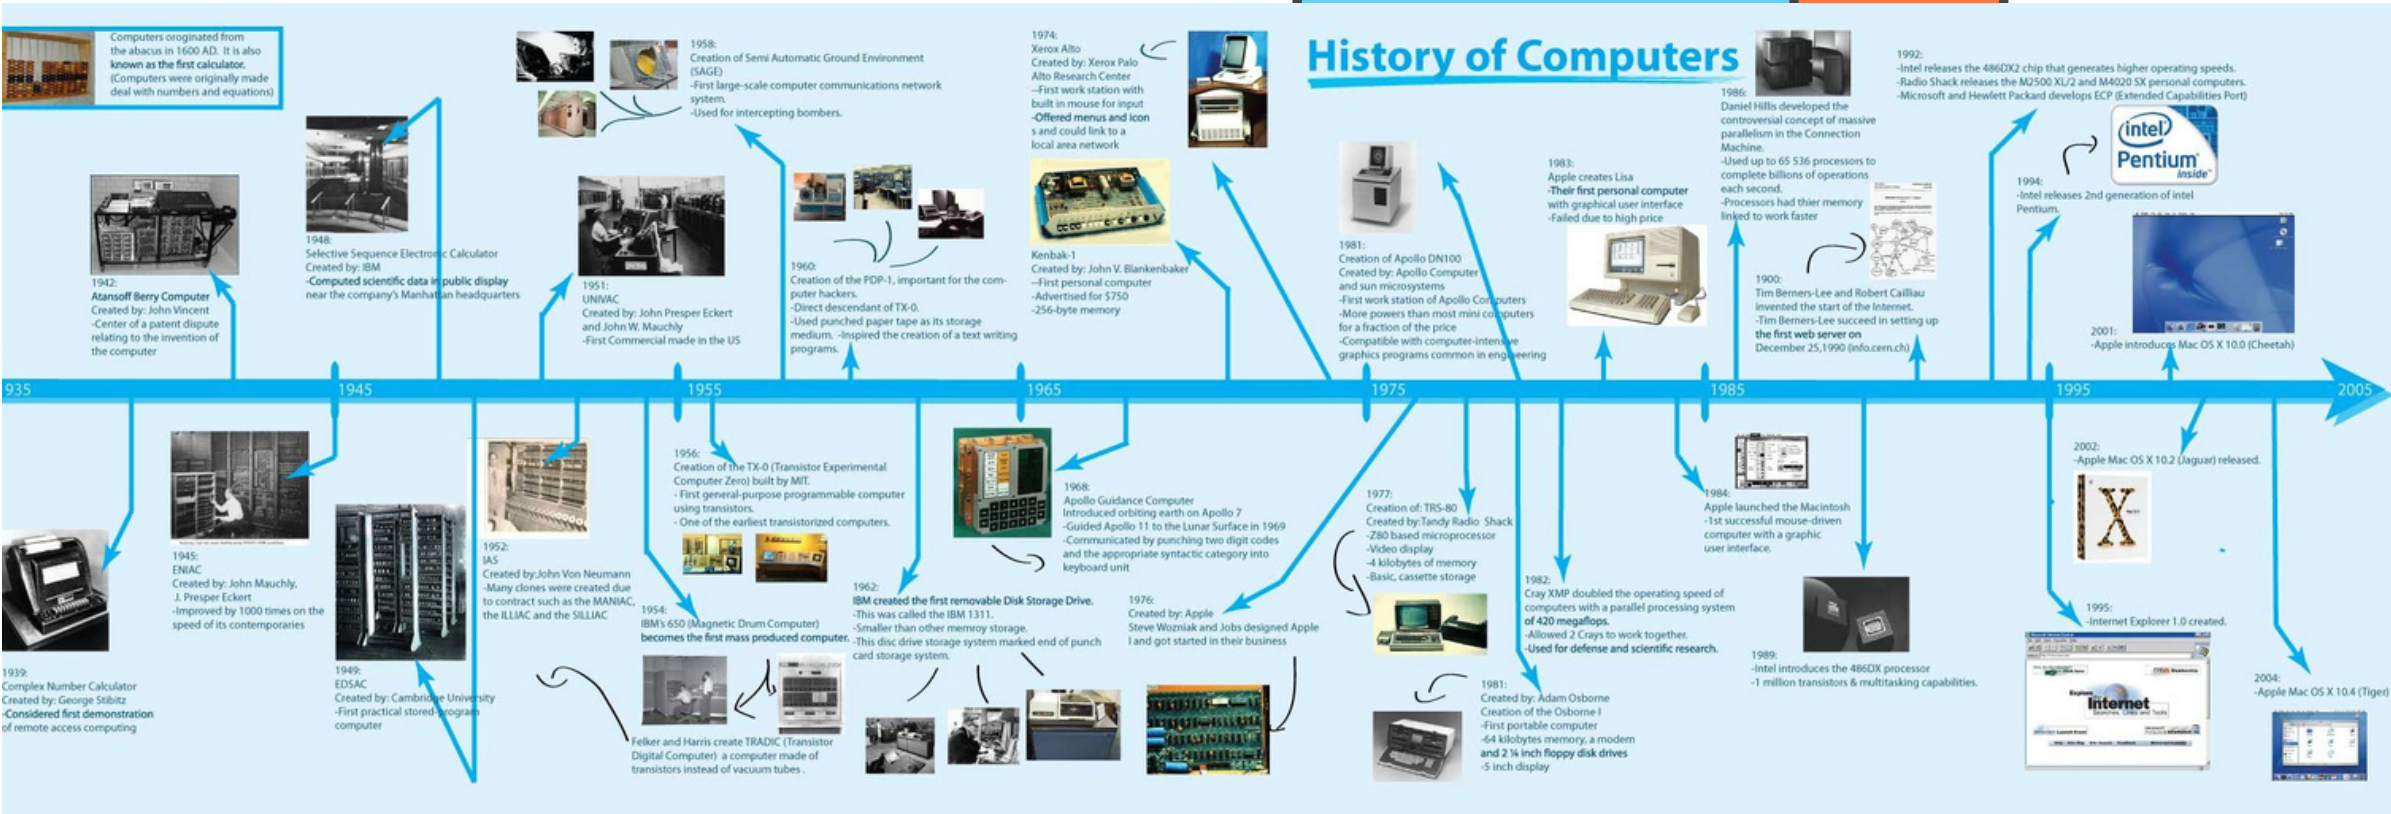 History of Computers
Computers oroginated from
the abacus in 1600 AD. It is also
known as the first calculator.
(Computers were originally made
deal with numbers and equations)
1942:
Atansoff Berry Computer
Created by: John Vincent
-Center of a patent dispute
relating to the invention of
the computer
1948:
Selective Sequence Electronic Calculator
Created by: IBM
-Computed scientific data in public display
near the company's Manhattan headquarters
1951:
UNIVAC
Created by: John Presper Eckert
and John W. Mauchly
-First Commercial made in the US
1958:
Creation of Semi Automatic Ground Environment
(SAGE)
-First large-scale computer communications network
system.
-Used for intercepting bombers.
1960:
Creation of the PDP-1, important for the com-
puter hackers.
-Direct descendant of TX-0.
-Used punched paper tape as its storage
medium. -Inspired the creation of a text writing
programs.
1974:
Xerox Alto
Created by: Xerox Palo
Alto Research Center
--First work station with
built in mouse for input
-Offered menus and icon
s and could link to a
local area network
Kenbak-1
Created by: John V. Blankenbaker
--First personal computer
-Advertised for $750
-256-byte memory
1981:
Creation of Apollo DN100
Created by: Apollo Computer
and sun microsystems
-First work station of Apollo Computers
-More powers than most mini computers
for a fraction of the price
-Compatible with computer-intensive
graphics programs common in engineering
1983:
Apple creates Lisa
-Their first personal computer
with graphical user interface
-Failed due to high price
1986:
Daniel Hillis developed the
controversial concept of massive
parallelism in the Connection
Machine.
-Used up to 65 536 processors to
complete billions of operations
each second.
-Processors had thier memory
linked to work faster
1900:
Tim Berners-Lee and Robert Cailliau
invented the start of the Internet.
-Tim Berners-Lee succeed in setting up
the first web server on
December 25,1990 (info.cern.ch)
1992:
-Intel releases the 486DX2 chip that generates higher operating speeds.
-Radio Shack releases the M2500 XL/2 and M4020 SX personal computers.
-Microsoft and Hewlett Packard develops ECP (Extended Capabilities Port)
intel
Pentium
inside
1994:
-Intel releases 2nd generation of intel
Pentium.
2001:
-Apple introduces Mac OS X 10.0 (Cheetah)
935 1945 1955 1965 1975 1985 1995 2005
1939:
Complex Number Calculator
Created by: George Stibitz
-Considered first demonstration
of remote access computing
1945:
ENIAC
Created by: John Mauchly,
J. Presper Eckert
-Improved by 1000 times on the
speed of its contemporaries
1949:
EDSAC
Created by: Cambridge University
-First practical stored-program
computer
1952:
IAS
Created by:John Von Neumann
-Many clones were created due
to contract such as the MANIAC,
the ILLIAC and the SILLIAC
1954:
IBM's 650 (Magnetic Drum Computer)
becomes the first mass produced computer.
Felker and Harris create TRADIC (Transistor
Digital Computer) a computer made of
transistors instead of vacuum tubes .
1956:
Creation of the TX-0 (Transistor Experimental
Computer Zero) built by MIT.
- First general-purpose programmable computer
using transistors.
- One of the earliest transistorized computers.
1962:
IBM created the first removable Disk Storage Drive.
-This was called the IBM 1311.
-Smaller than other memroy storage.
-This disc drive storage system marked end of punch
card storage system.
1968:
Apollo Guidance Computer
Introduced orbiting earth on Apollo 7
-Guided Apollo 11 to the Lunar Surface in 1969
-Communicated by punching two digit codes
and the appropriate syntactic category into
keyboard unit
1976:
Created by: Apple
Steve Wozniak and Jobs designed Apple
I and got started in their business
1977:
Creation of: TRS-80
Created by:Tandy Radio Shack
-Z80 based microprocessor
-Video display
-4 kilobytes of memory
-Basic, cassette storage
1981:
Created by: Adam Osborne
Creation of the Osborne I
-First portable computer
-64 kilobytes memory, a modem
and 2 ¼ inch floppy disk drives
-5 inch display
1982:
Cray XMP doubled the operating speed of
computers with a parallel processing system
of 420 megaflops.
-Allowed 2 Crays to work together.
-Used for defense and scientific research.
1984:
Apple launched the Macintosh
-1st successful mouse-driven
computer with a graphic
user interface.
1989:
-Intel introduces the 486DX processor
-1 million transistors & multitasking capabilities.
1995:
-Internet Explorer 1.0 created.
Internet
2002:
-Apple Mac OS X 10.2 (Jaguar) released.
X
2004:
-Apple Mac OS X 10.4 (Tiger)